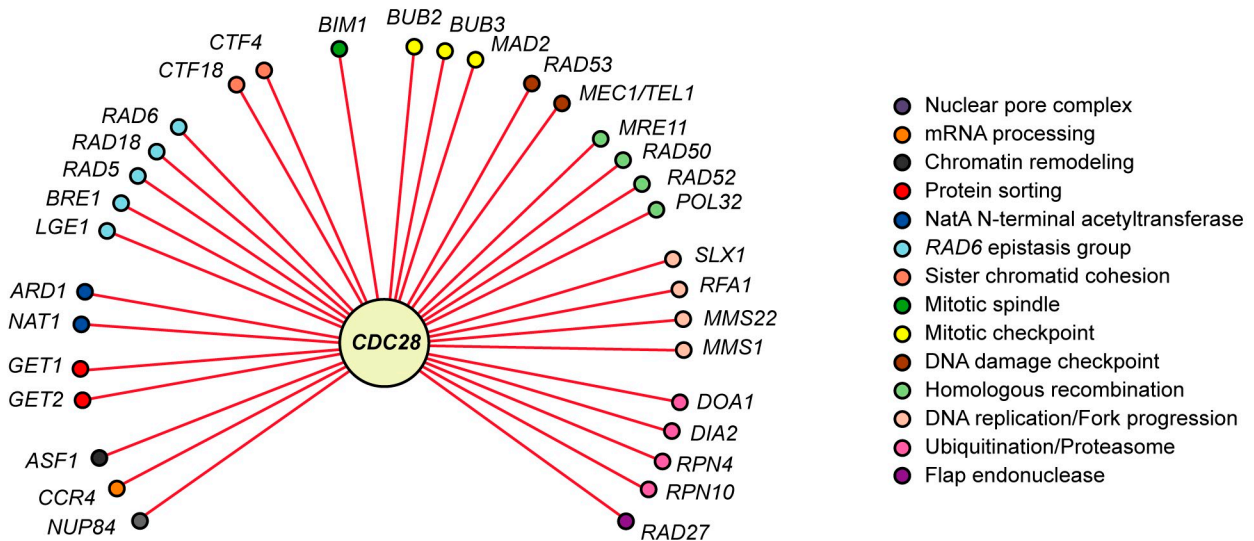 BIM1
BUB2
BUB3
MAD2
CTF4
CTF18
RAD53
MEC1/TEL1
RAD6
RAD18
RAD5
BRE1
LGE1
MRE11
RAD50
RAD52
POL32
ARD1
NAT1
GET1
GET2
CDC28
SLX1
RFA1
MMS22
MMS1
ASF1
CCR4
NUP84
DOA1
DIA2
RPN4
RPN10
RAD27
Nuclear pore complex
mRNA processing
Chromatin remodeling
Protein sorting
NatA N-terminal acetyltransferase
RAD6 epistasis group
Sister chromatid cohesion
Mitotic spindle
Mitotic checkpoint
DNA damage checkpoint
Homologous recombination
DNA replication/Fork progression
Ubiquitination/Proteasome
Flap endonuclease